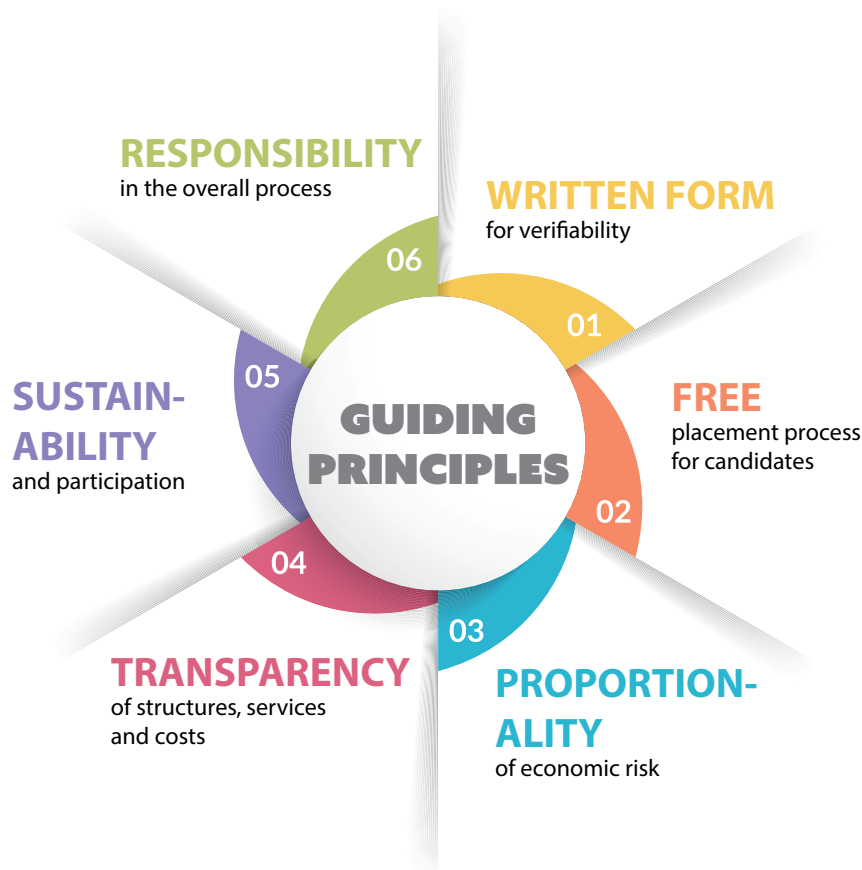 GUIDING
PRINCIPLES
01
WRITTEN FORM
for verifiability
02
FREE
placement process
for candidates
03
PROPORTION-
ALITY
of economic risk
04
TRANSPARENCY
of structures, services
and costs
05
SUSTAIN-
ABILITY
and participation
06
RESPONSIBILITY
in the overall process